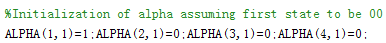 %Initialization of alpha assuming first state to be 00
ALPHA(1,1)=1;ALPHA(2,1)=0;ALPHA(3,1)=0;ALPHA(4,1)=0;